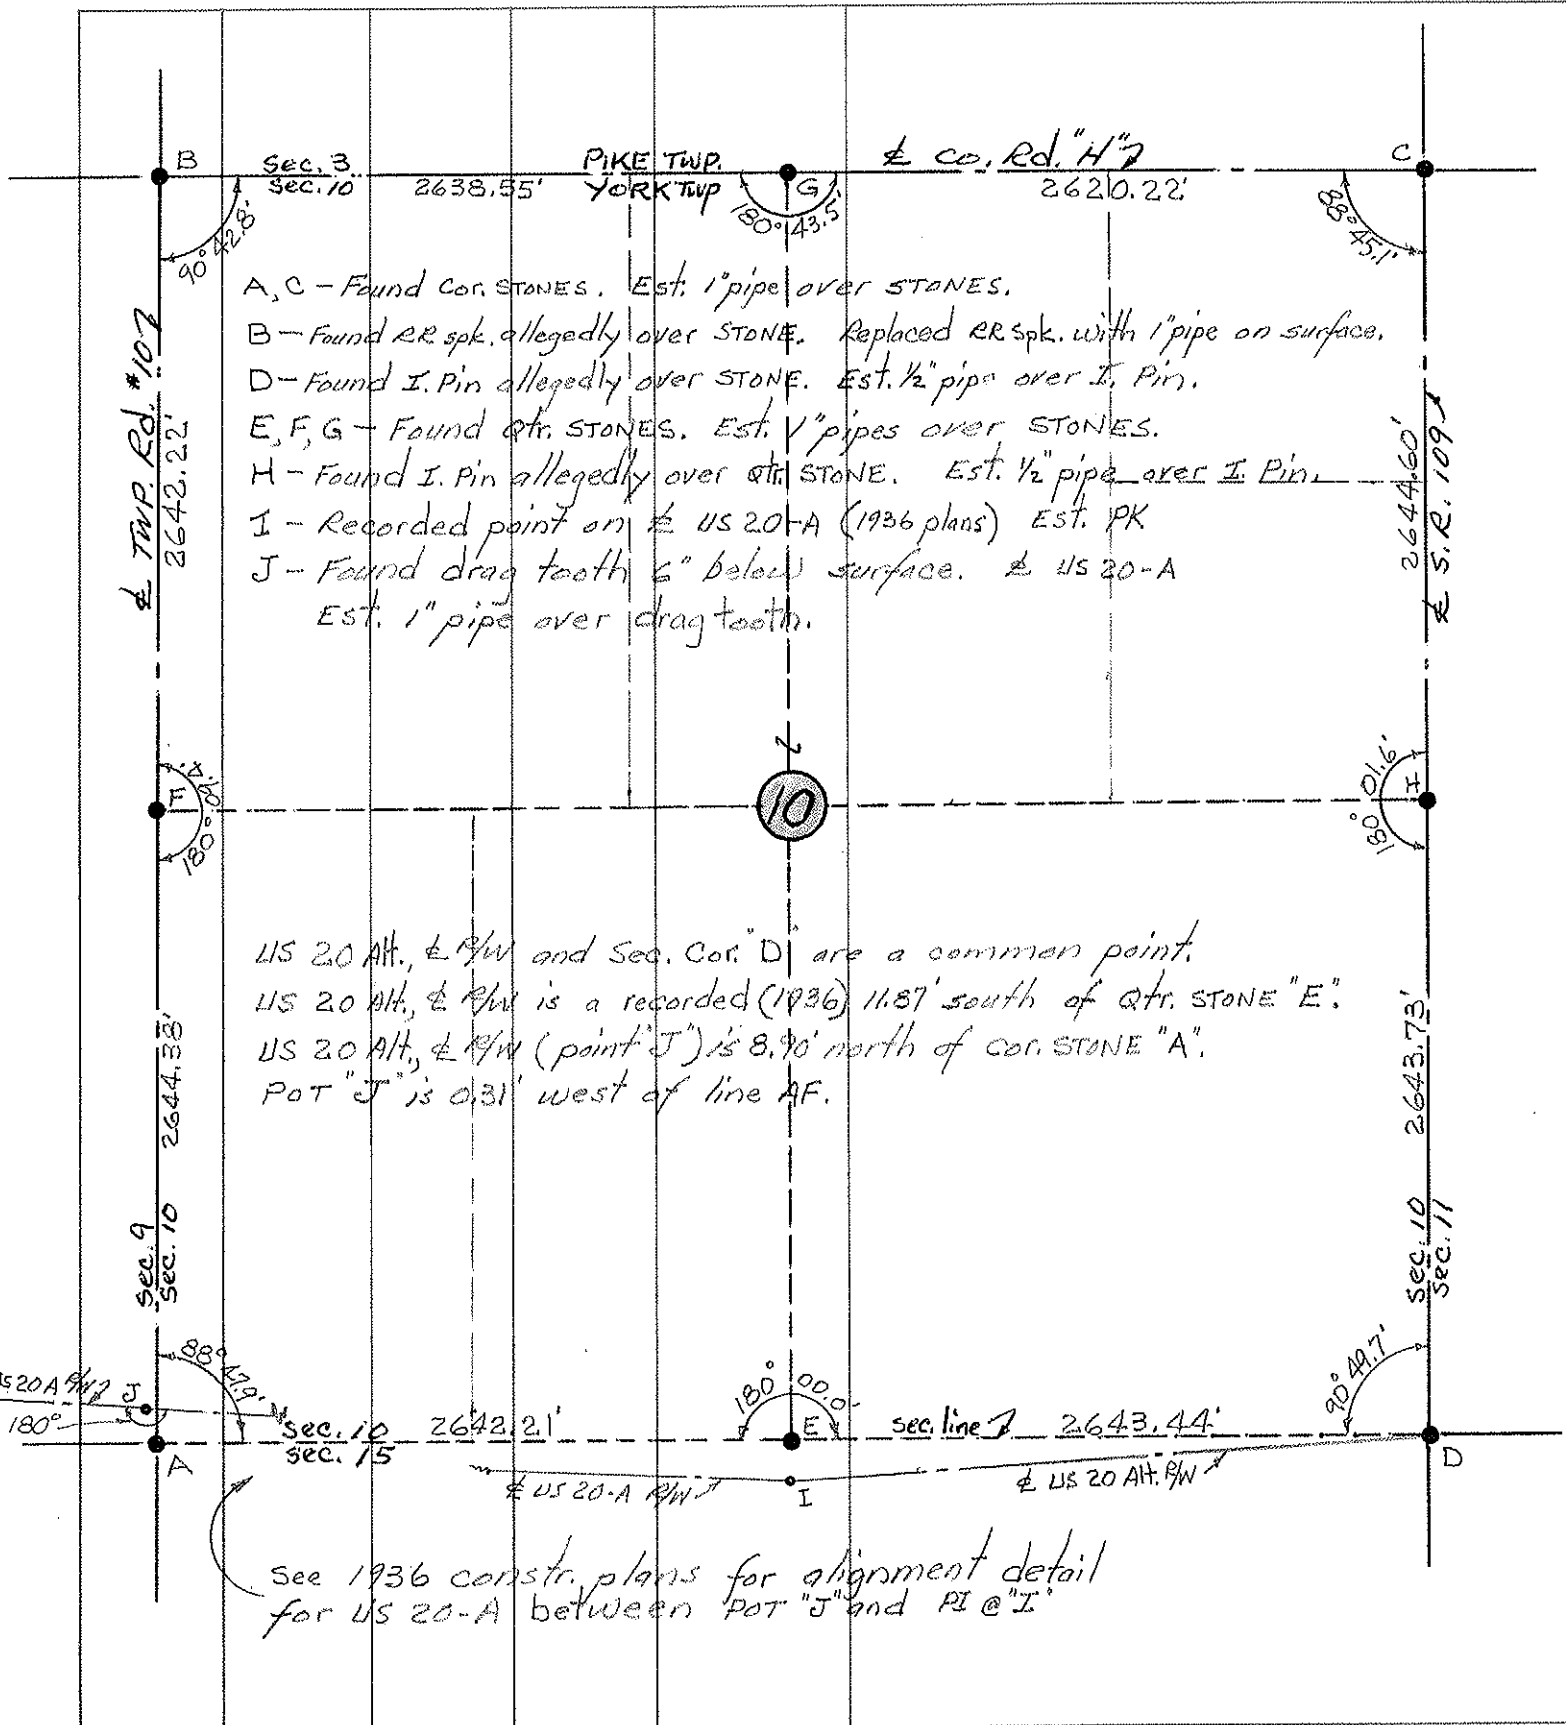 B
Sec. 3
Sec. 10
2638.55'
PIKE TWP.
YORK TWP
G
℄ Co. Rd. "H"
2620.22'
C
90° 42.8'
180° 43.5'
88° 45.1'
A, C - Found Cor. STONES. Est. 1" pipe over STONES.
B - Found RR spk. allegedly over STONE. Replaced RR spk. with 1" pipe on surface.
D - Found I. Pin allegedly over STONE. Est. 1/2" pipe over I. Pin.
E, F, G - Found Qtr. STONES. Est. 1" pipes over STONES.
H - Found I. Pin allegedly over Qtr. STONE. Est. 1/2" pipe over I. Pin.
I - Recorded point on ℄ US 20-A (1936 plans) Est. PK
J - Found drag tooth 6" below surface. ℄ US 20-A
Est. 1" pipe over drag tooth.
℄ TWP. Rd. #107
2642.22'
2644.60'
℄ S.R. 109
F
180°
10
H
180° 01.6'
US 20 Alt., ℄ R/W and Sec. Cor. "D" are a common point.
US 20 Alt., ℄ R/W is a recorded (1936) 11.87' south of Qtr. STONE "E".
US 20 Alt., ℄ R/W (point "J") is 8.90' north of cor. STONE "A".
POT "J" is 0.31' west of line AF.
2644.38'
Sec. 9
Sec. 10
2643.73'
Sec. 10
Sec. 11
US 20 A R/W
J
180°
88° 47.9'
A
Sec. 10
Sec. 15
2642.21'
180° 00.0'
E
sec. line
2643.44'
90° 49.7'
D
℄ US 20-A R/W
I
℄ US 20 Alt. R/W
See 1936 constr. plans for alignment detail
for US 20-A between POT "J" and PI @ "I"